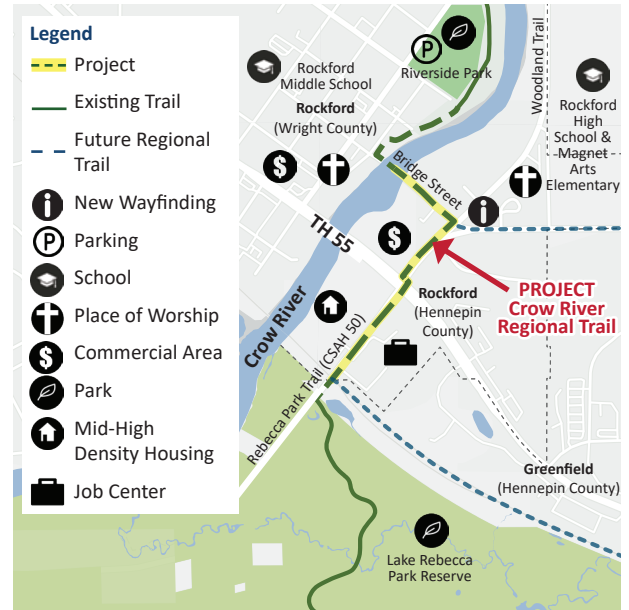 Legend
Project
Existing Trail
Future Regional
Trail
New Wayfinding
Parking
School
Place of Worship
Commercial Area
Park
Mid-High
Density Housing
Job Center
P
Riverside Park
Rockford
Middle School
Rockford
(Wright County)
Woodland Trail
Rockford
High
School &
Magnet
Arts
Elementary
Bridge Street
i
$
$
TH 55
Crow River
PROJECT
Crow River
Regional Trail
Rockford
(Hennepin
County)
Rebecca Park Trail (CSAH 50)
Greenfield
(Hennepin County)
Lake Rebecca
Park Reserve
i
P
$